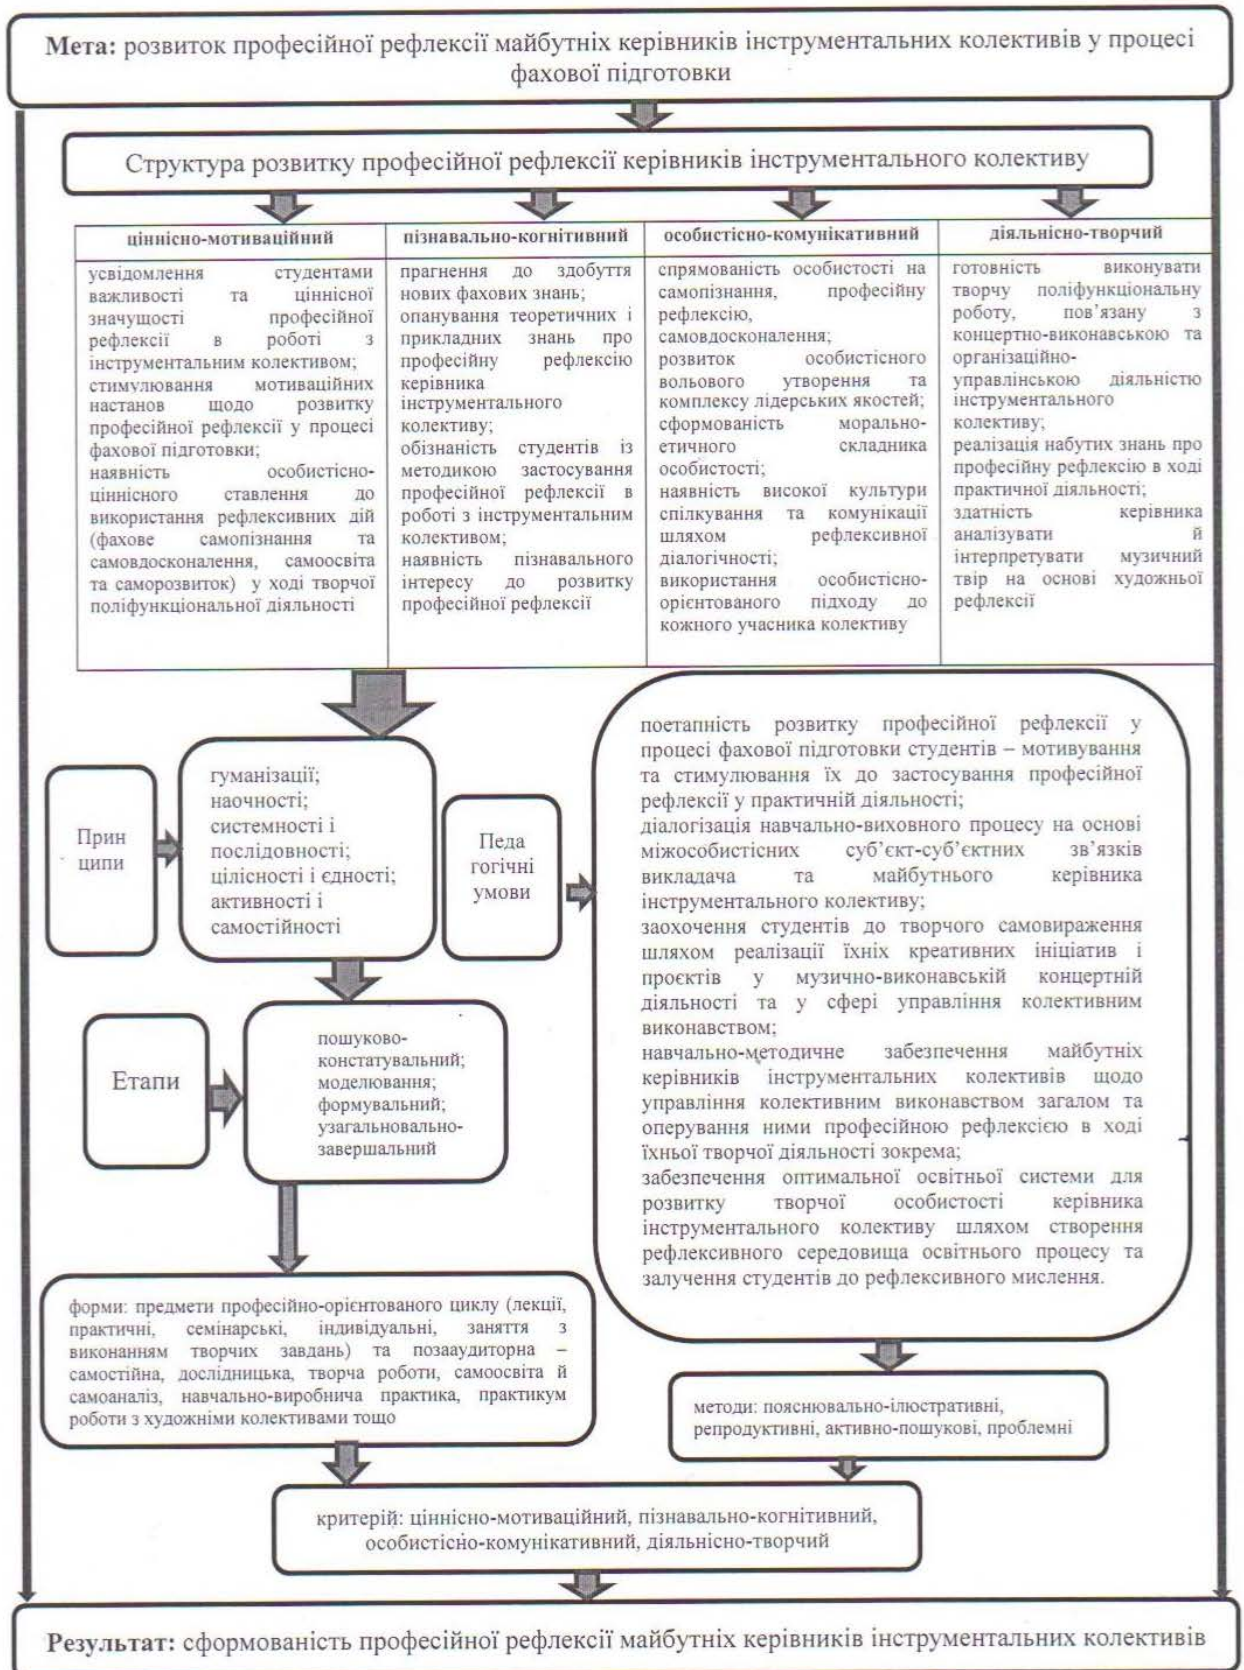 Мета: розвиток професійної рефлексії майбутніх керівників інструментальних колективів у процесі
фахової підготовки
Структура розвитку професійної рефлексії керівників інструментального колективу
ціннісно-мотиваційний
усвідомлення студентами
важливості та ціннісної
значущості професійної
рефлексії в роботі з
інструментальним колективом;
стимулювання мотиваційних
настанов щодо розвитку
професійної рефлексії у процесі
фахової підготовки;
наявність особистісно-
ціннісного ставлення до
використання рефлексивних дій
(фахове самопізнання та
самовдосконалення, самоосвіта
та саморозвиток) у ході творчої
поліфункціональної діяльності
пізнавально-когнітивний
прагнення до здобуття
нових фахових знань;
опанування теоретичних і
прикладних знань про
професійну рефлексію
керівника
інструментального
колективу;
обізнаність студентів із
методикою застосування
професійної рефлексії в
роботі з інструментальним
колективом;
наявність пізнавального
інтересу до розвитку
професійної рефлексії
особистісно-комунікативний
спрямованість особистості на
самопізнання, професійну
рефлексію,
самовдосконалення;
розвиток особистісного
вольового утворення та
комплексу лідерських якостей;
сформованість морально-
етичного складника
особистості;
наявність високої культури
спілкування та комунікації
шляхом рефлексивної
діалогічності;
використання особистісно-
орієнтованого підходу до
кожного учасника колективу
діяльнісно-творчий
готовність виконувати
творчу поліфункціональну
роботу, пов’язану з
концертно-виконавською та
організаційно-
управлінською діяльністю
інструментального
колективу;
реалізація набутих знань про
професійну рефлексію в ході
практичної діяльності;
здатність керівника
аналізувати й
інтерпретувати музичний
твір на основі художньої
рефлексії
Прин
ципи
гуманізації;
наочності;
системності і
послідовності;
цілісності і єдності;
активності і
самостійності
Педа
гогічні
умови
поетапність розвитку професійної рефлексії у
процесі фахової підготовки студентів – мотивування
та стимулювання їх до застосування професійної
рефлексії у практичній діяльності;
діалогізація навчально-виховного процесу на основі
міжособистісних суб’єкт-суб’єктних зв’язків
викладача та майбутнього керівника
інструментального колективу;
заохочення студентів до творчого самовираження
шляхом реалізації їхніх креативних ініціатив і
проєктів у музично-виконавській концертній
діяльності та у сфері управління колективним
виконавством;
навчально-методичне забезпечення майбутніх
керівників інструментальних колективів щодо
управління колективним виконавством загалом та
оперування ними професійною рефлексією в ході
їхньої творчої діяльності зокрема;
забезпечення оптимальної освітньої системи для
розвитку творчої особистості керівника
інструментального колективу шляхом створення
рефлексивного середовища освітнього процесу та
залучення студентів до рефлексивного мислення.
Етапи
пошуково-
констатувальний;
моделювання;
формувальний;
узагальновально-
завершальний
форми: предмети професійно-орієнтованого циклу (лекції,
практичні, семінарські, індивідуальні, заняття з
виконанням творчих завдань) та позааудиторна –
самостійна, дослідницька, творча роботи, самоосвіта й
самоаналіз, навчально-виробнича практика, практикум
роботи з художніми колективами тощо
методи: пояснювально-ілюстративні,
репродуктивні, активно-пошукові, проблемні
критерій: ціннісно-мотиваційний, пізнавально-когнітивний,
особистісно-комунікативний, діяльнісно-творчий
Результат: сформованість професійної рефлексії майбутніх керівників інструментальних колективів